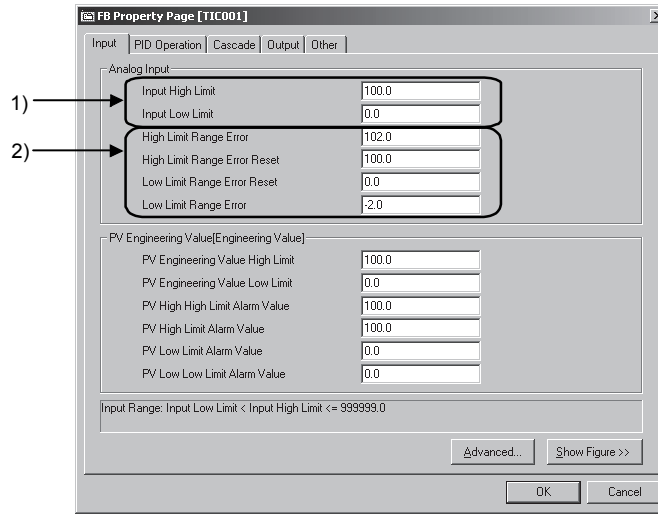 FB Property Page [TIC001]
Input PID Operation Cascade Output Other
Analog Input
1)
Input High Limit 100.0
Input Low Limit 0.0
2)
High Limit Range Error 102.0
High Limit Range Error Reset 100.0
Low Limit Range Error Reset 0.0
Low Limit Range Error -2.0
PV Engineering Value[Engineering Value]
PV Engineering Value High Limit 100.0
PV Engineering Value Low Limit 0.0
PV High High Limit Alarm Value 100.0
PV High Limit Alarm Value 100.0
PV Low Limit Alarm Value 0.0
PV Low Low Limit Alarm Value 0.0
Input Range: Input Low Limit < Input High Limit <= 999999.0
Advanced... Show Figure >>
OK Cancel